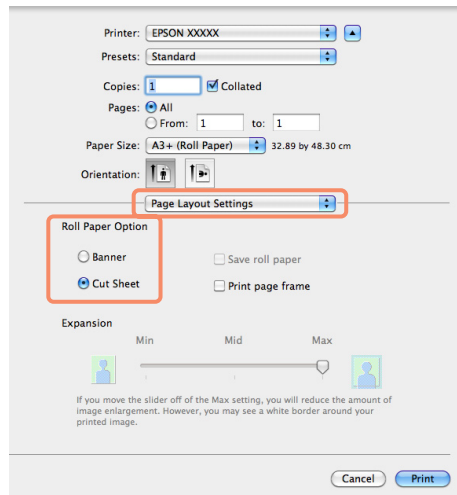 Printer: EPSON XXXXX
Presets: Standard
Copies: 1 Collated
Pages: All
From: 1 to: 1
Paper Size: A3+ (Roll Paper) 32.89 by 48.30 cm
Orientation:
Page Layout Settings
Roll Paper Option
Banner Save roll paper
Cut Sheet Print page frame
Expansion
Min Mid Max
If you move the slider off of the Max setting, you will reduce the amount of
image enlargement. However, you may see a white border around your
printed image.
Cancel Print